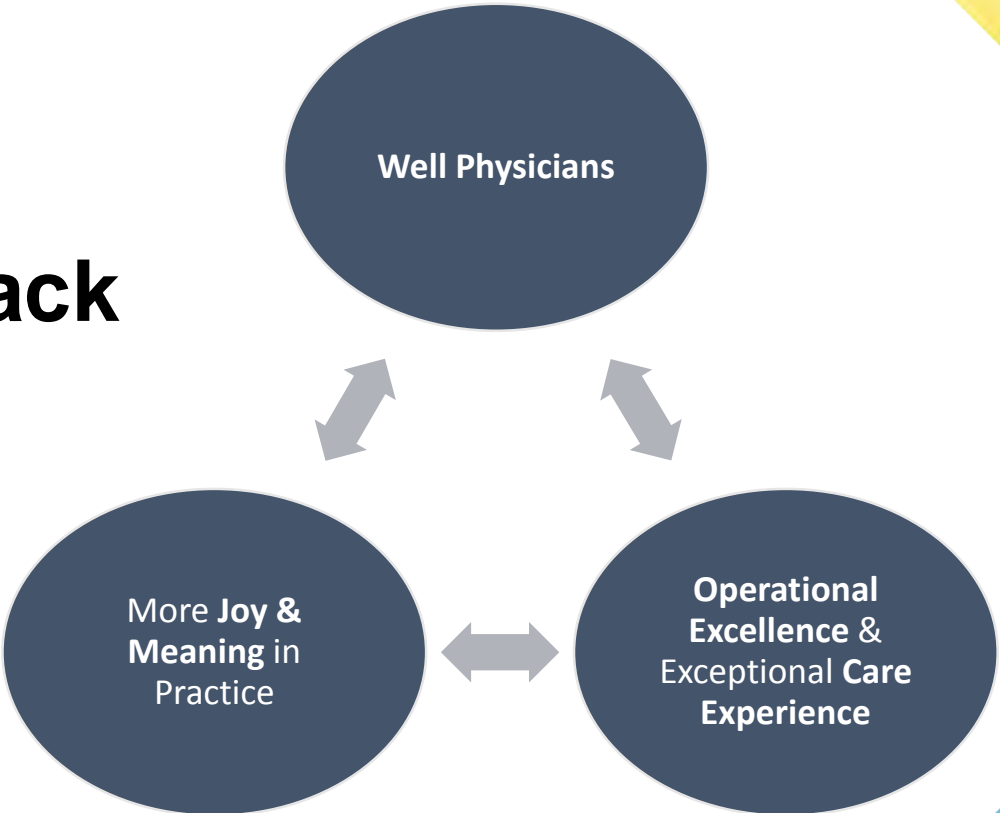 Well Physicians
ack
More Joy &
Meaning in
Practice
Operational
Excellence &
Exceptional Care
Experience